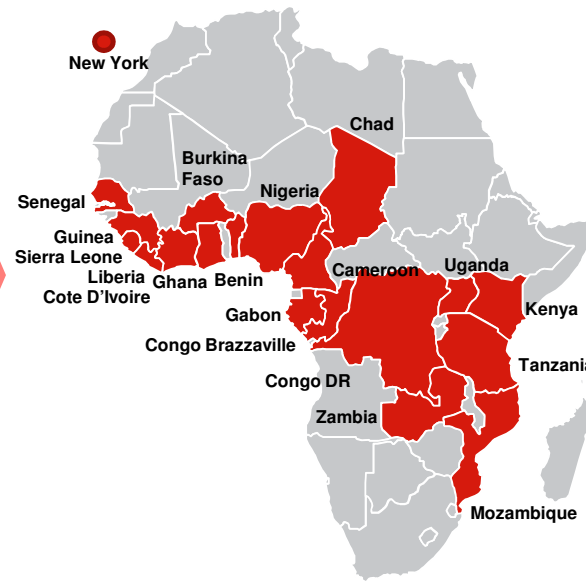 New York
Chad
Burkina
Faso
Nigeria
Senegal
Guinea
Sierra Leone
Liberia
Cote D'Ivoire
Ghana
Benin
Cameroon
Uganda
Kenya
Gabon
Congo Brazzaville
Tanzania
Congo DR
Zambia
Mozambique